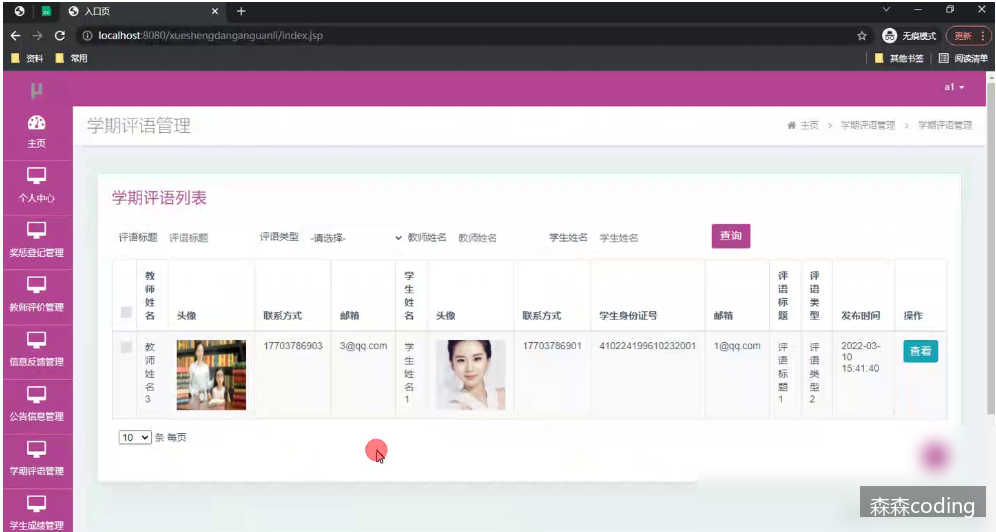 入口页
localhost:8080/xueshengdanganguanli/index.jsp
无痕模式
更新
资料
常用
其他书签
阅读清单
μ
a1
主页
个人中心
奖惩登记管理
教师评价管理
信息反馈管理
公告信息管理
学期评语管理
学生成绩管理
学期评语管理
主页 > 学期评语管理 > 学期评语管理
学期评语列表
评语标题 评语标题 评语类型 -请选择- 教师姓名 教师姓名 学生姓名 学生姓名 查询
教师姓名 头像 联系方式 邮箱 学生姓名 头像 联系方式 学生身份证号 邮箱 评语标题 评语类型 发布时间 操作
教师姓名3 17703786903 3@qq.com 学生姓名1 17703786901 410224199610232001 1@qq.com 评语标题1 评语类型2 2022-03-10 15:41:40 查看
10 条 每页
森森coding